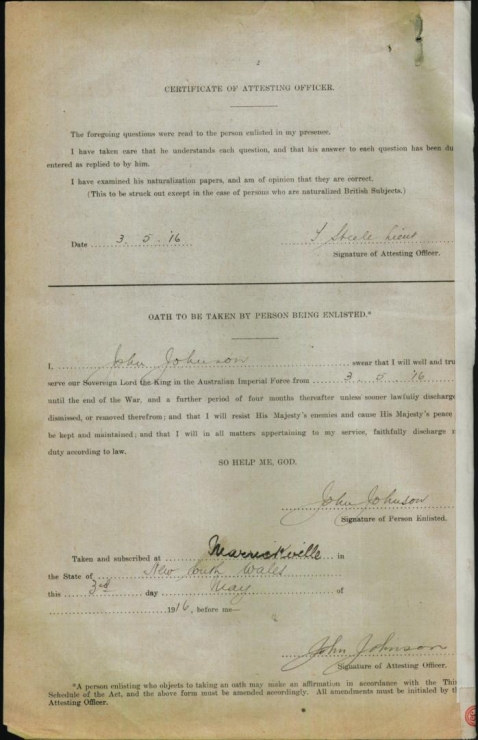 2
CERTIFICATE OF ATTESTING OFFICER.
The foregoing questions were read to the person enlisted in my presence.
I have taken care that he understands each question, and that his answer to each question has been du
entered as replied to by him.
I have examined his naturalization papers, and am of opinion that they are correct.
(This to be struck out except in the case of persons who are naturalized British Subjects.)
Date 3. 5. '16 Steele Lieut
Signature of Attesting Officer.
OATH TO BE TAKEN BY PERSON BEING ENLISTED.*
I, John Johnson swear that I will well and tru
serve our Sovereign Lord the King in the Australian Imperial Force from 3. 5. '16
until the end of the War, and a further period of four months thereafter unless sooner lawfully discharge
dismissed, or removed therefrom; and that I will resist His Majesty's enemies and cause His Majesty's peace
be kept and maintained; and that I will in all matters appertaining to my service, faithfully discharge
duty according to law.
SO HELP ME, GOD.
John Johnson
Signature of Person Enlisted.
Taken and subscribed at Marrickville in
the State of New South Wales
this 3rd day May of
1916, before me—
John Johnson
Signature of Attesting Officer.
*A person enlisting who objects to taking an oath may make an affirmation in accordance with the Thir
Schedule of the Act, and the above form must be amended accordingly. All amendments must be initialed by t
Attesting Officer.